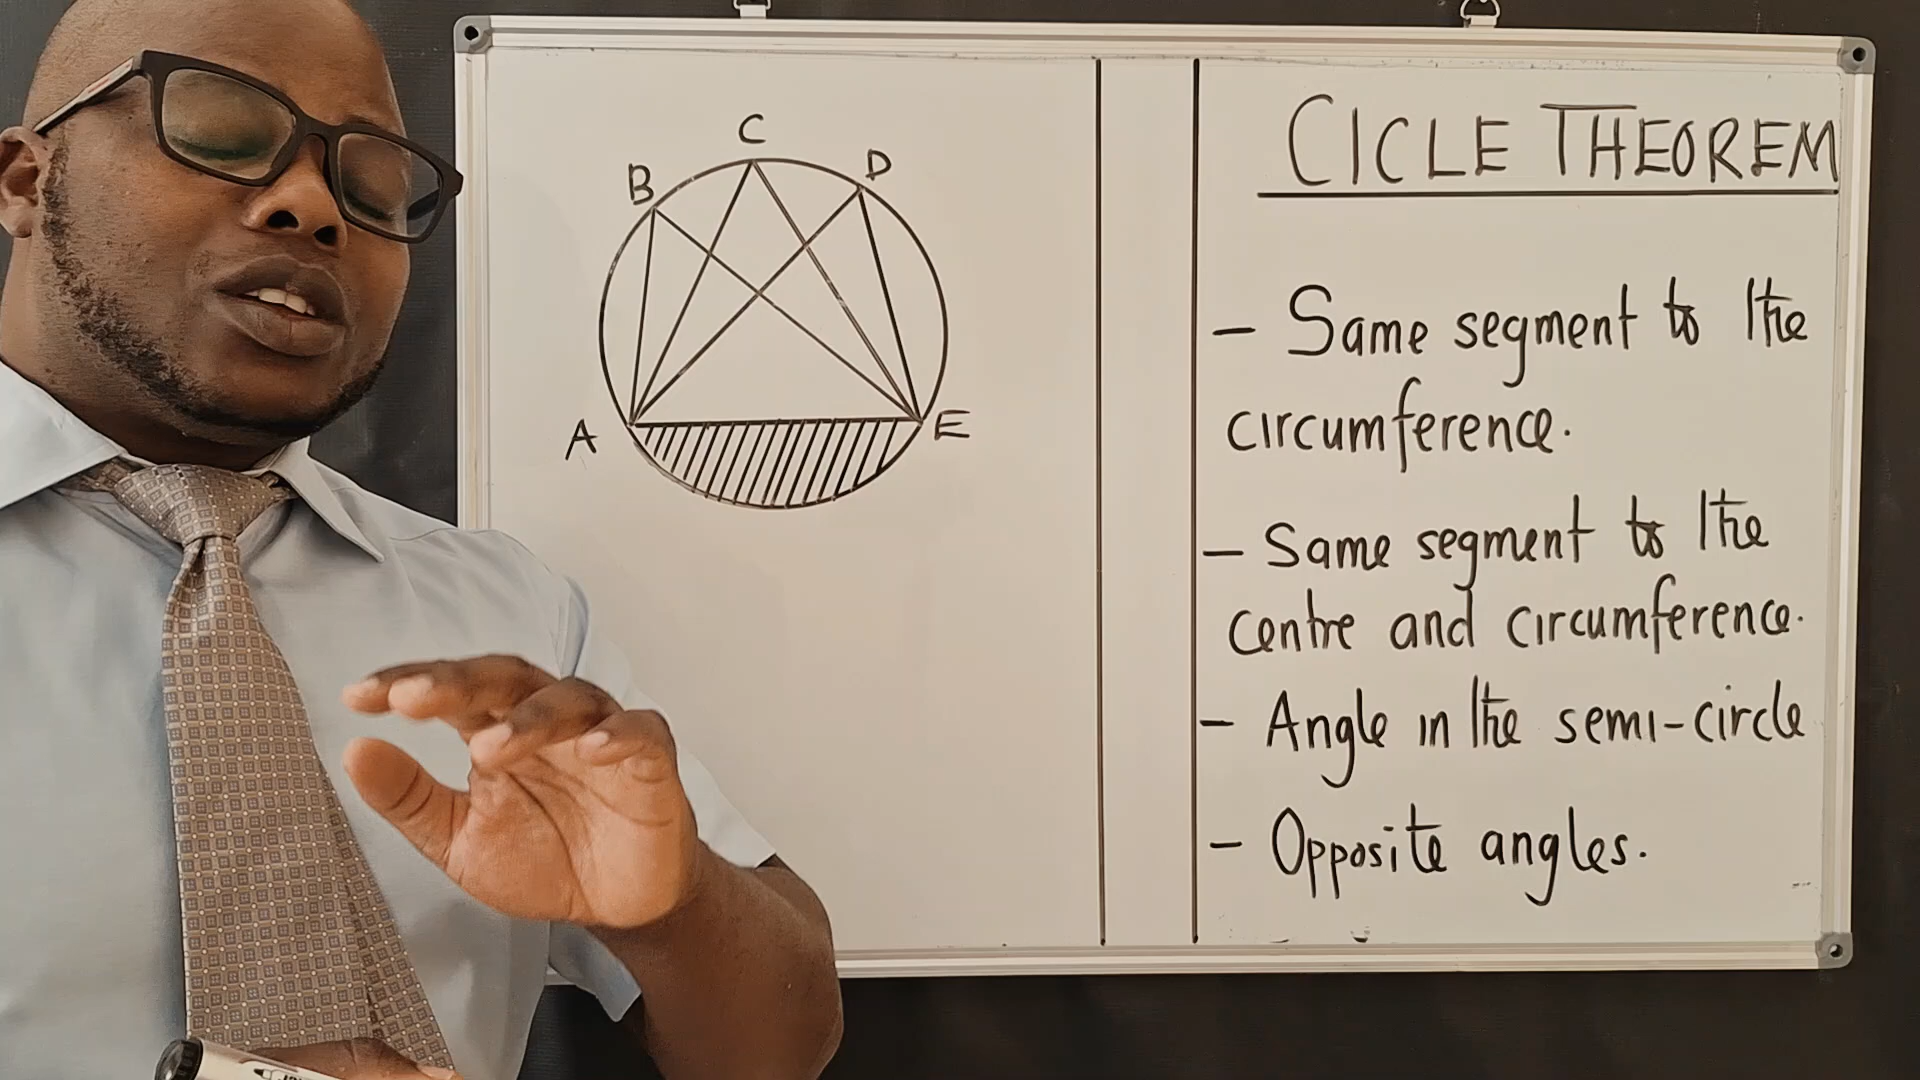 C
B
D
A
E
CICLE THEOREM
- Same segment to the
circumference.
- Same segment to the
centre and circumference.
- Angle in the semi-circle
- Opposite angles.